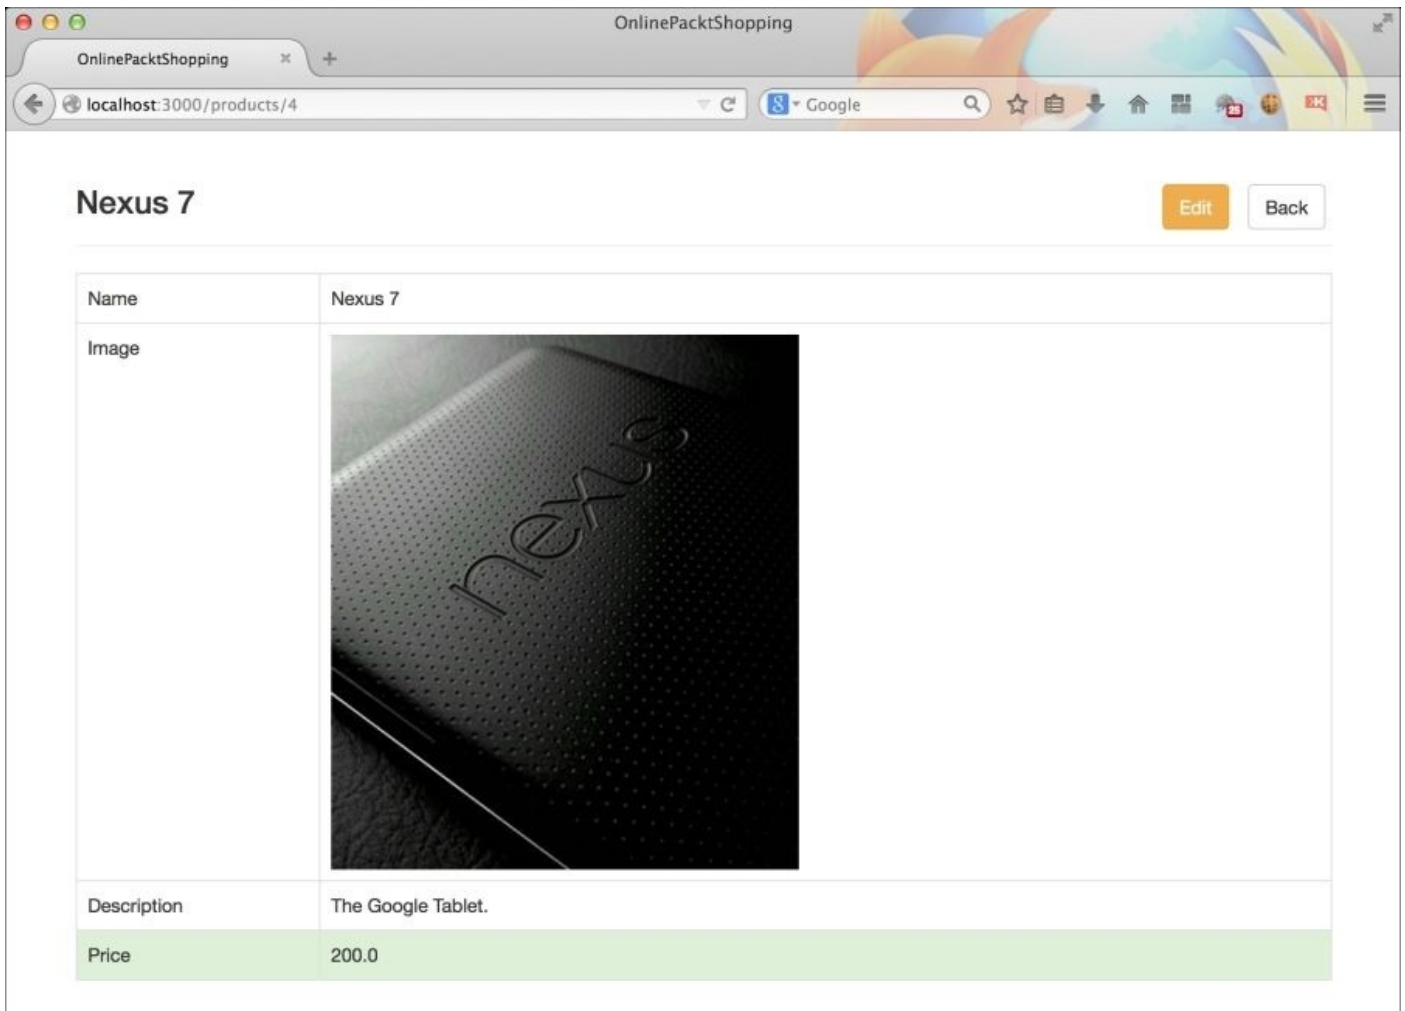 OnlinePacktShopping
OnlinePacktShopping
localhost:3000/products/4
Google
25
Nexus 7
Edit
Back
Name
Nexus 7
Image
nexus
Description
The Google Tablet.
Price
200.0